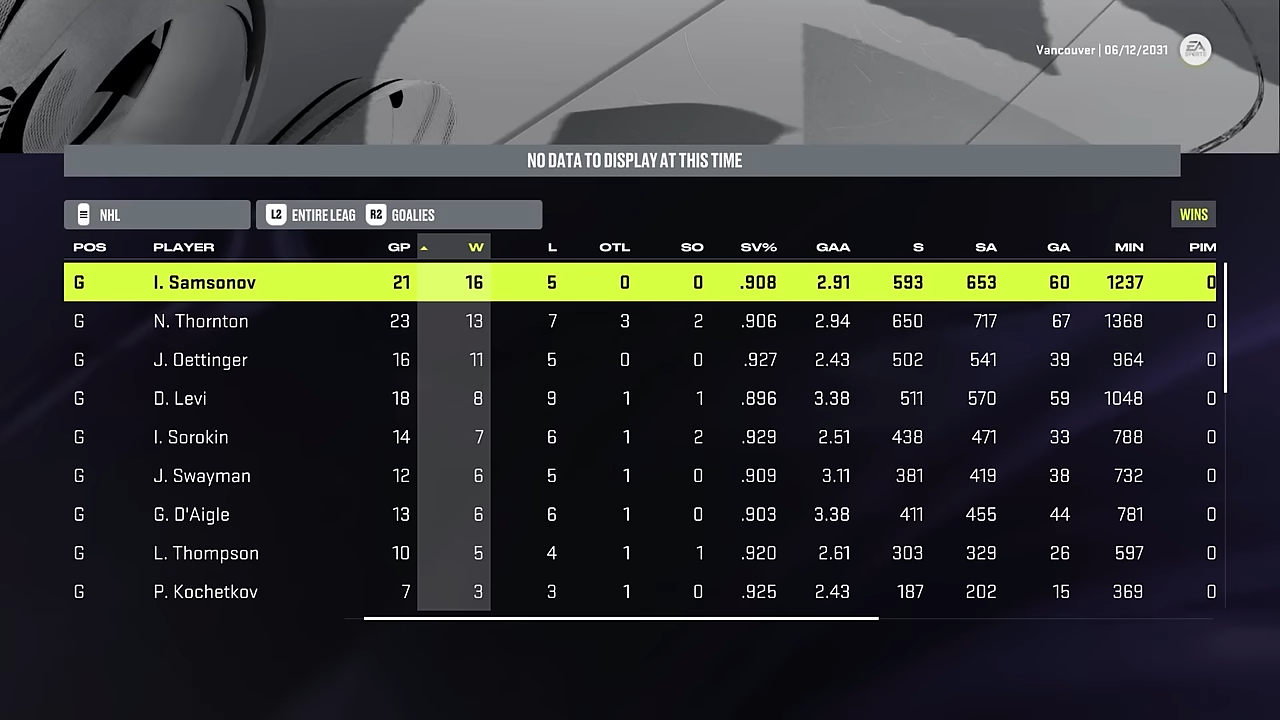 Vancouver | 06/12/2031
EA
SPORTS
NO DATA TO DISPLAY AT THIS TIME
NHL L2 ENTIRE LEAG R2 GOALIES WINS
POS PLAYER GP W L OTL SO SV% GAA S SA GA MIN PIM
G I. Samsonov 21 16 5 0 0 .908 2.91 593 653 60 1237 0
G N. Thornton 23 13 7 3 2 .906 2.94 650 717 67 1368 0
G J. Oettinger 16 11 5 0 0 .927 2.43 502 541 39 964 0
G D. Levi 18 8 9 1 1 .896 3.38 511 570 59 1048 0
G I. Sorokin 14 7 6 1 2 .929 2.51 438 471 33 788 0
G J. Swayman 12 6 5 1 0 .909 3.11 381 419 38 732 0
G G. D'Aigle 13 6 6 1 0 .903 3.38 411 455 44 781 0
G L. Thompson 10 5 4 1 1 .920 2.61 303 329 26 597 0
G P. Kochetkov 7 3 3 1 0 .925 2.43 187 202 15 369 0